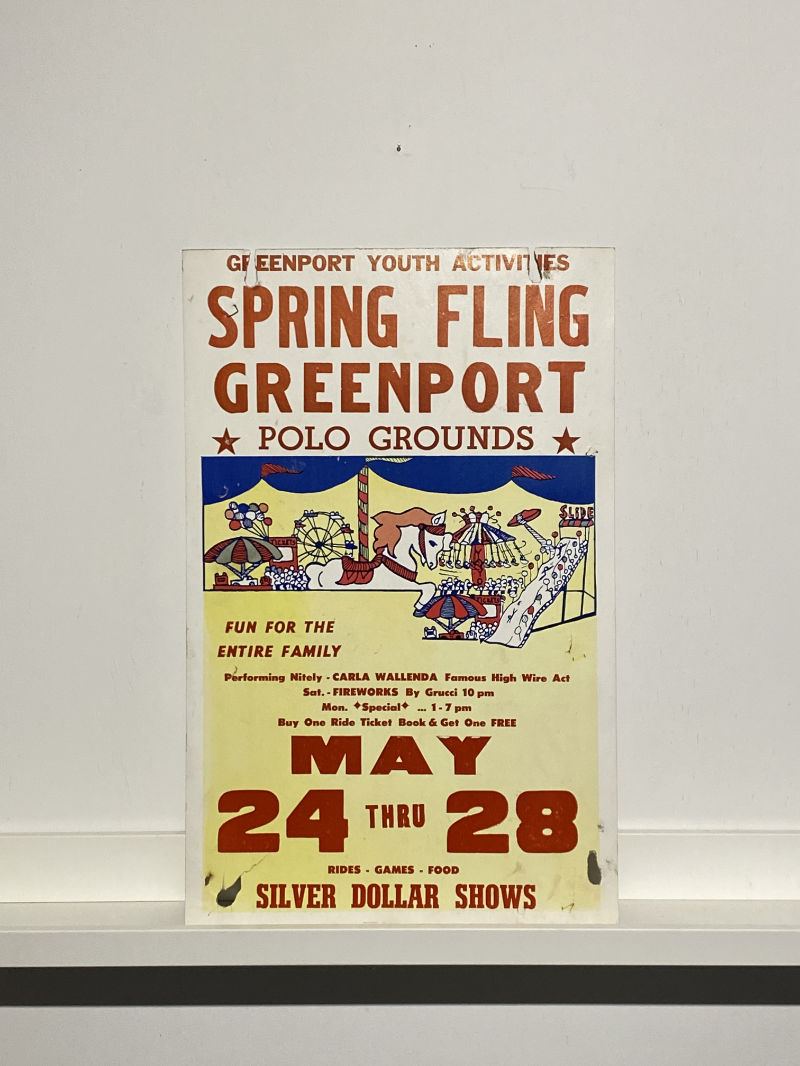 GREENPORT YOUTH ACTIVITIES
SPRING FLING
GREENPORT
★ POLO GROUNDS ★
SLIDE
TICKETS
TICKETS
FUN FOR THE
ENTIRE FAMILY
Performing Nitely - CARLA WALLENDA Famous High Wire Act
Sat. - FIREWORKS By Grucci 10 pm
Mon. ✦Special✦ ... 1 - 7 pm
Buy One Ride Ticket Book & Get One FREE
MAY
24 THRU 28
RIDES - GAMES - FOOD
SILVER DOLLAR SHOWS